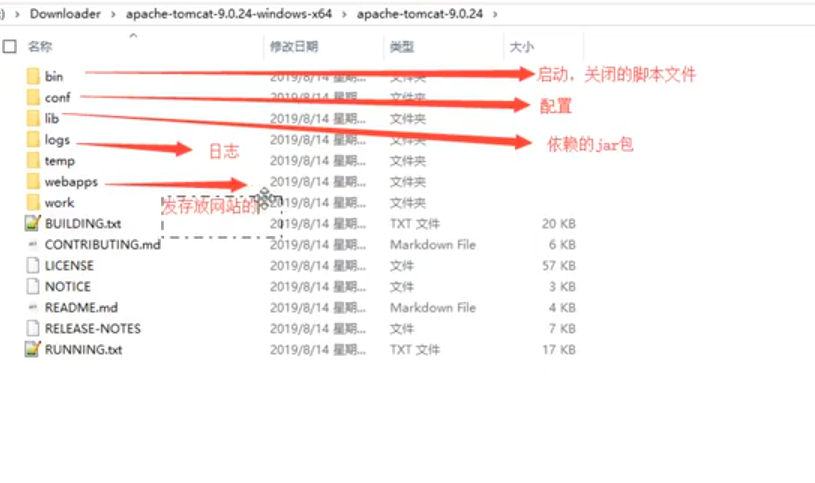 Downloader > apache-tomcat-9.0.24-windows-x64 > apache-tomcat-9.0.24 >
名称 修改日期 类型 大小
bin 2019/8/14 星期... 文件夹 启动，关闭的脚本文件
conf 2019/8/14 星期... 文件夹 配置
lib 2019/8/14 星期... 文件夹 依赖的jar包
logs 2019/8/14 星期... 文件夹 日志
temp 2019/8/14 星期... 文件夹
webapps 2019/8/14 星期... 文件夹
work 2019/8/14 星期... 文件夹
发存放网站的
BUILDING.txt 2019/8/14 星期... TXT 文件 20 KB
CONTRIBUTING.md 2019/8/14 星期... Markdown File 6 KB
LICENSE 2019/8/14 星期... 文件 57 KB
NOTICE 2019/8/14 星期... 文件 3 KB
README.md 2019/8/14 星期... Markdown File 4 KB
RELEASE-NOTES 2019/8/14 星期... 文件 7 KB
RUNNING.txt 2019/8/14 星期... TXT 文件 17 KB